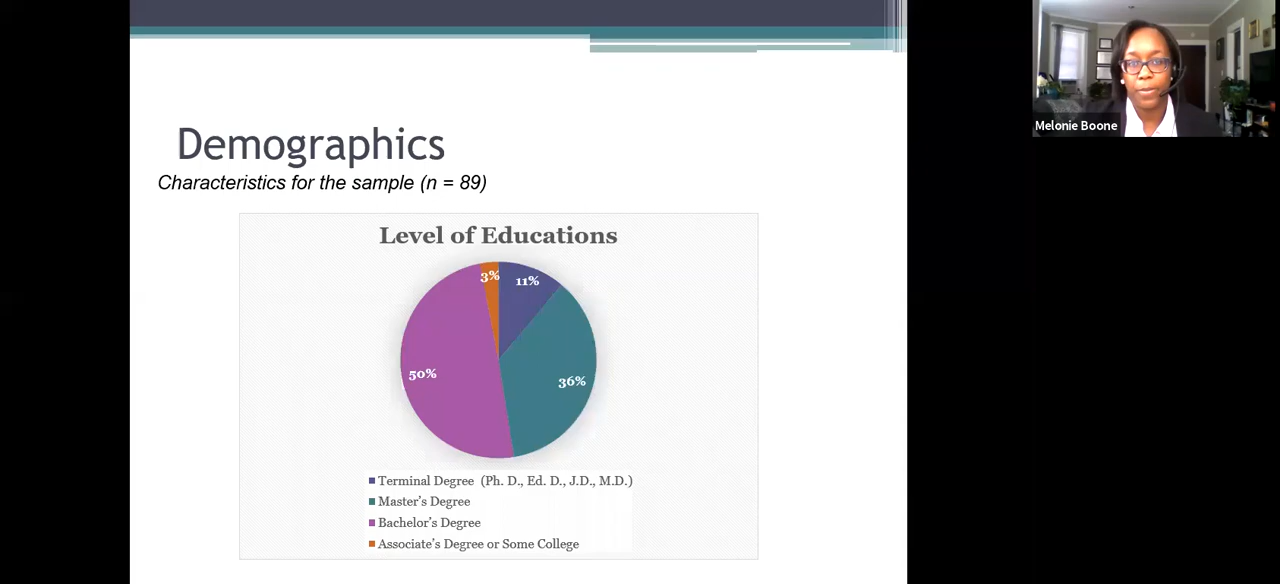 Demographics
Characteristics for the sample (n = 89)
Level of Educations
3%
11%
50%
36%
Terminal Degree (Ph. D., Ed. D., J.D., M.D.)
Master's Degree
Bachelor's Degree
Associate's Degree or Some College
Melonie Boone